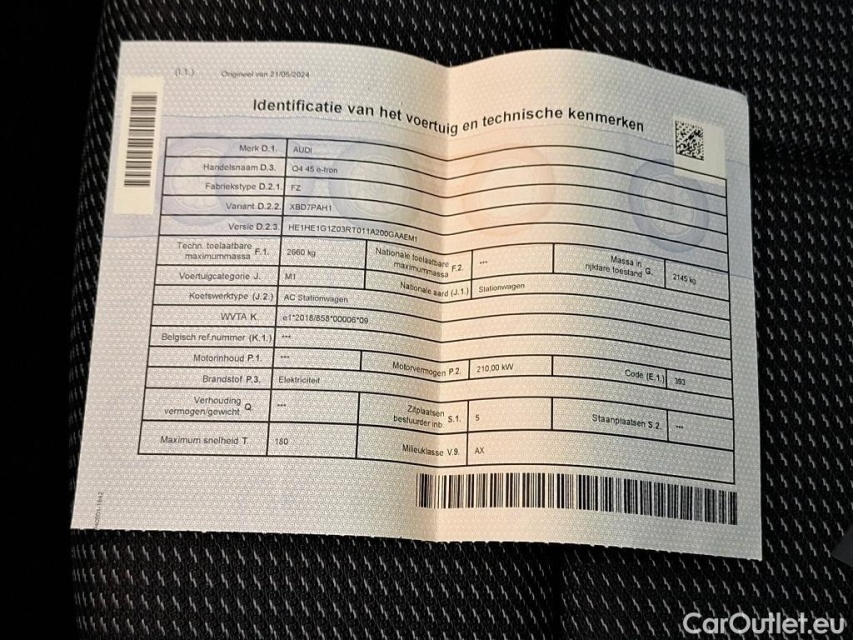 (I.1.) Origineel van 21/05/2024
Identificatie van het voertuig en technische kenmerken
Merk D.1. AUDI
Handelsnaam D.3. Q4 45 e-tron
Fabriekstype D.2.1. FZ
Variant D.2.2. XBD7PAH1
Versie D.2.3. HE1HE1G1Z03RT011A200GAAEM1
Techn. toelaatbare maximummassa F.1. 2660 kg Nationale toelaatbare maximummassa F.2. --- Massa in rijklare toestand G. 2145 kg
Voertuigcategorie J. M1 Nationale aard (J.1.) Stationwagen
Koetswerktype (J.2.) AC Stationwagen
WVTA K. e1*2018/858*00006*09
Belgisch ref.nummer (K.1.) ---
Motorinhoud P.1. --- Motorvermogen P.2. 210,00 kW Code (E.1.) 393
Brandstof P.3. Elektriciteit
Verhouding vermogen/gewicht Q. --- Zitplaatsen bestuurder inb. S.1. 5 Staanplaatsen S.2. ---
Maximum snelheid T. 180 Milieuklasse V.9. AX
CarOutlet.eu